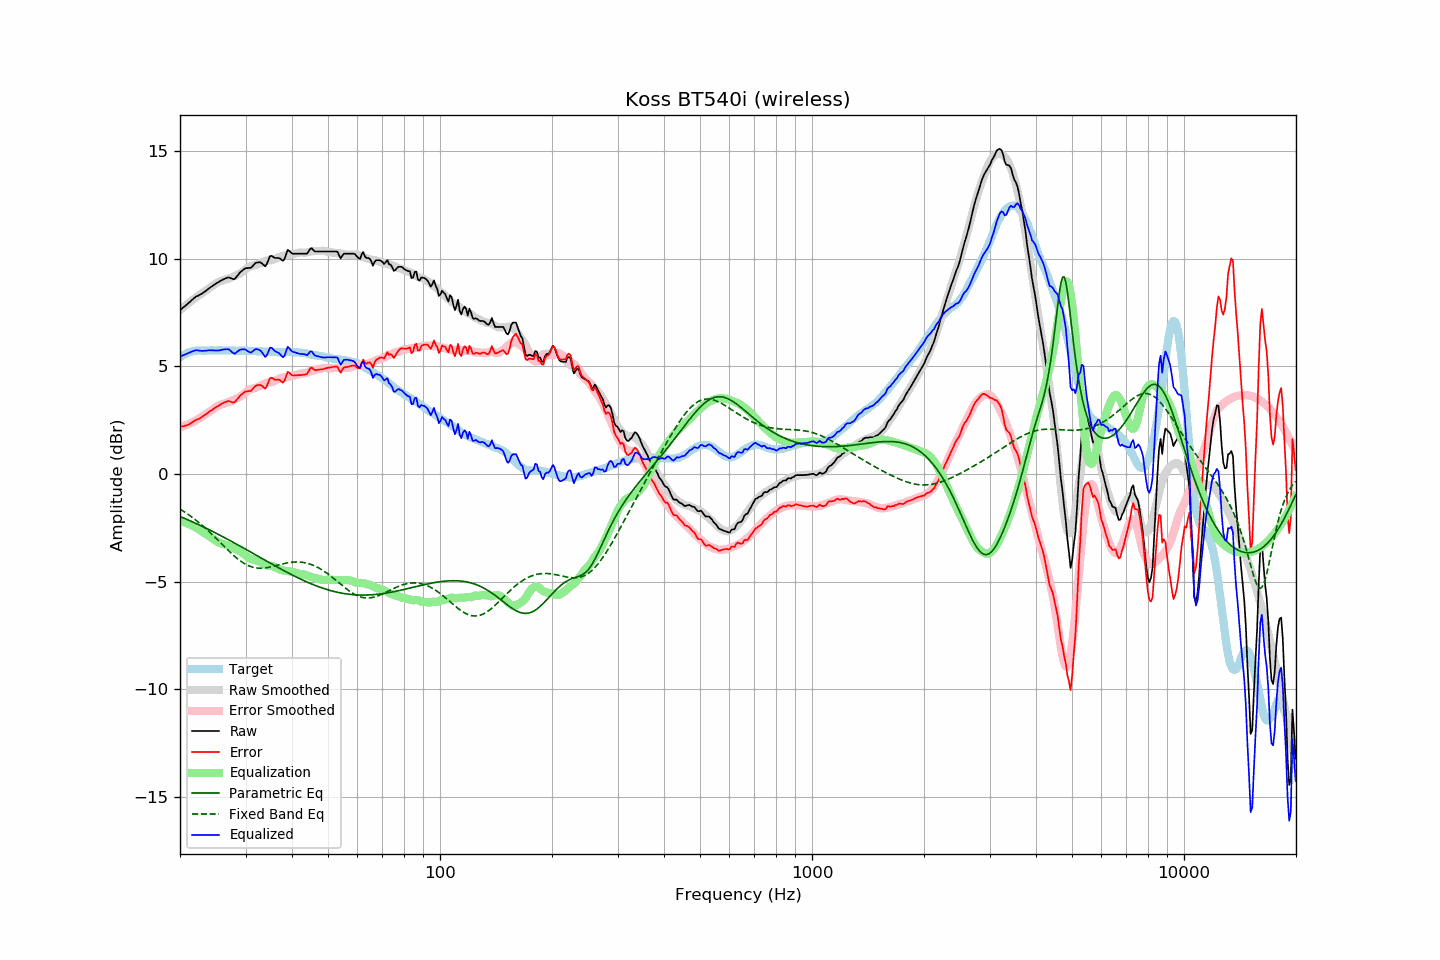 Koss BT540i (wireless)
Amplitude (dBr)
15
10
5
0
−5
−10
−15
Target
Raw Smoothed
Error Smoothed
Raw
Error
Equalization
Parametric Eq
Fixed Band Eq
Equalized
100
1000
10000
Frequency (Hz)